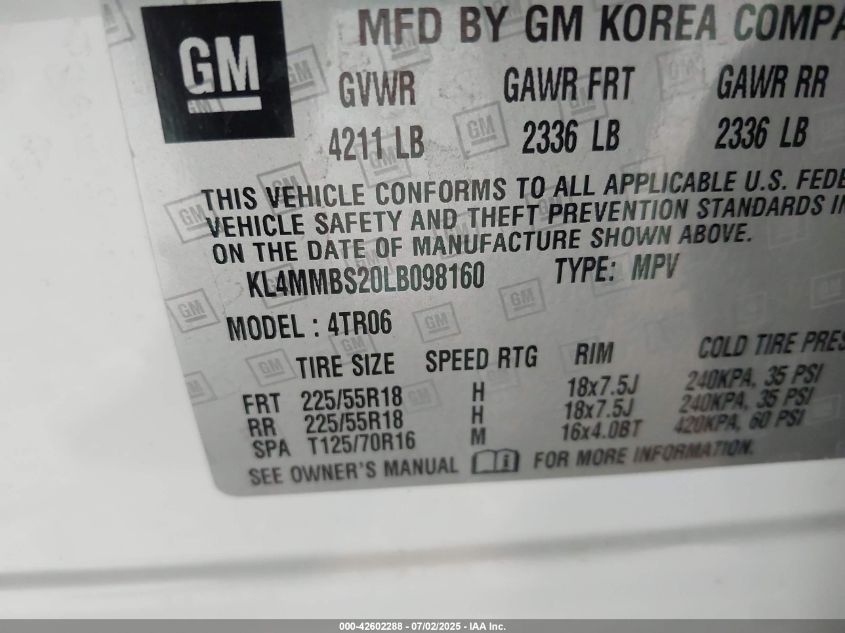 GM
MFD BY GM KOREA COMPA
GVWR GAWR FRT GAWR RR
4211 LB 2336 LB 2336 LB
THIS VEHICLE CONFORMS TO ALL APPLICABLE U.S. FEDE
VEHICLE SAFETY AND THEFT PREVENTION STANDARDS IN
ON THE DATE OF MANUFACTURE SHOWN ABOVE.
KL4MMBS20LB098160 TYPE: MPV
MODEL : 4TR06
TIRE SIZE SPEED RTG RIM COLD TIRE PRES
FRT 225/55R18 H 18x7.5J 240KPA, 35 PSI
RR 225/55R18 H 18x7.5J 240KPA, 35 PSI
SPA T125/70R16 M 16x4.0BT 420KPA, 60 PSI
SEE OWNER'S MANUAL FOR MORE INFORMATION.
000-42602288 - 07/02/2025 - IAA Inc.